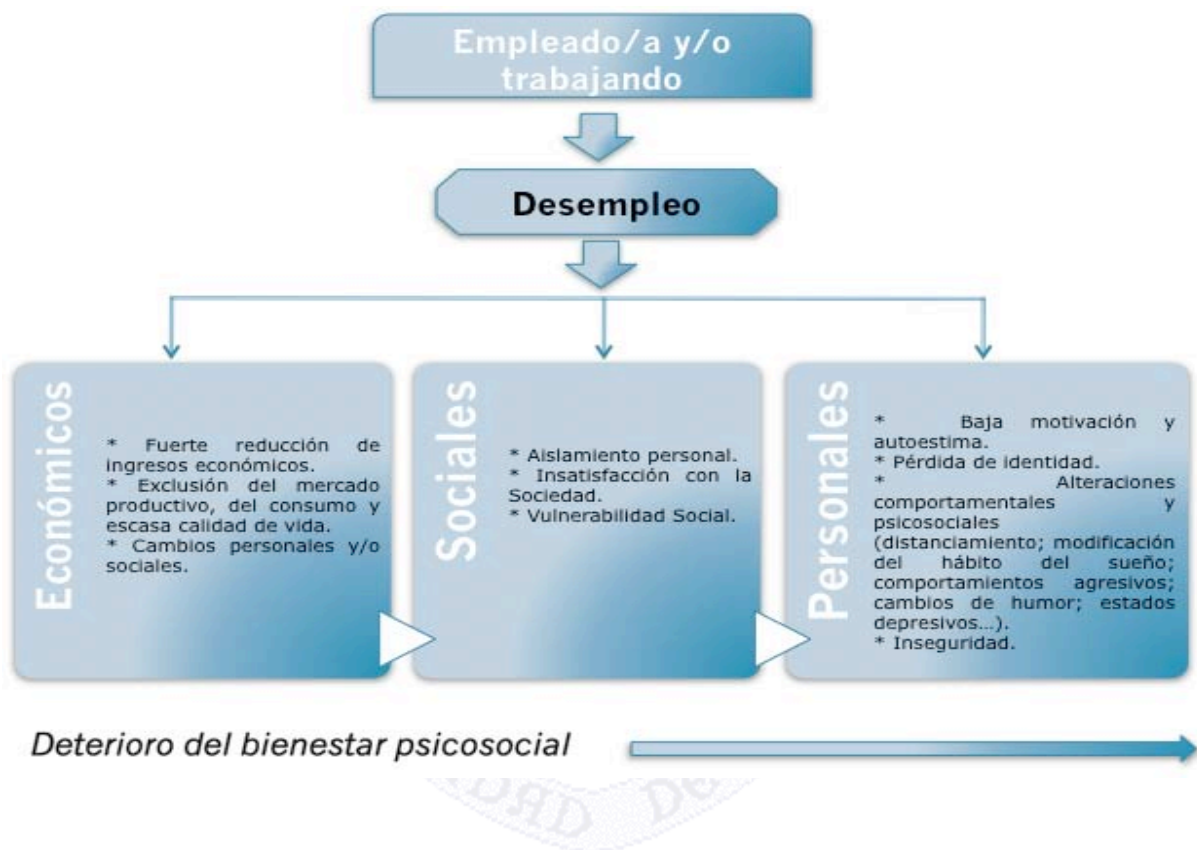 Empleado/a y/o
trabajando
Desempleo
Económicos
* Fuerte reducción de
ingresos económicos.
* Exclusión del mercado
productivo, del consumo y
escasa calidad de vida.
* Cambios personales y/o
sociales.
Sociales
* Aislamiento personal.
* Insatisfacción con la
Sociedad.
* Vulnerabilidad Social.
Personales
* Baja motivación y
autoestima.
* Pérdida de identidad.
* Alteraciones
comportamentales y
psicosociales
(distanciamiento; modificación
del hábito del sueño;
comportamientos agresivos;
cambios de humor; estados
depresivos...).
* Inseguridad.
Deterioro del bienestar psicosocial